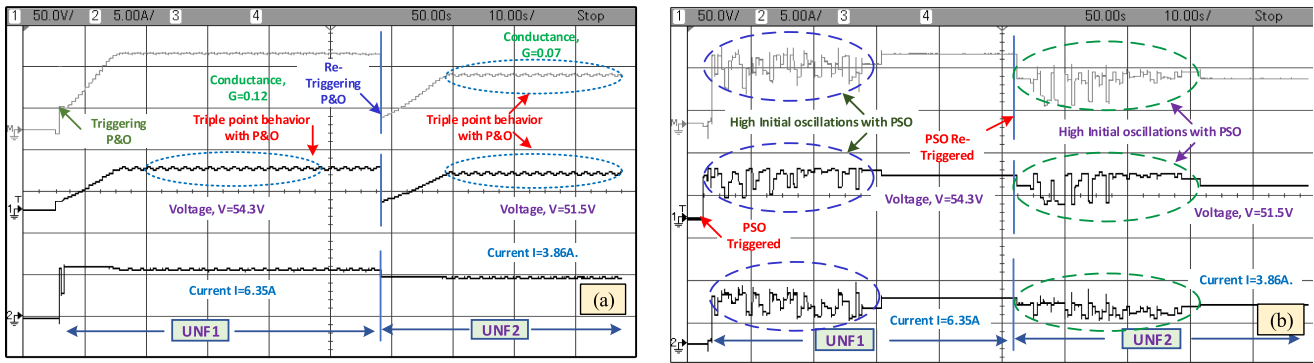 1 50.0V/ 2 5.00A/ 3 4 50.00s 10.00s/ Stop
Conductance,
G=0.07
Re-
Triggering
P&O
Conductance,
G=0.12
Triple point behavior
with P&O
Triple point behavior
with P&O
Triggering
P&O
M
T
1
Voltage, V=54.3V
Voltage, V=51.5V
Current I=3.86A.
Current I=6.35A
(a)
2
UNF1
UNF2
1 50.0V/ 2 5.00A/ 3 4 50.00s 10.00s/ Stop
M
High Initial oscillations with PSO
High Initial oscillations with PSO
PSO Re-
Triggered
T
1
Voltage, V=54.3V
Voltage, V=51.5V
PSO
Triggered
Current I=3.86A.
Current I=6.35A
(b)
2
UNF1
UNF2